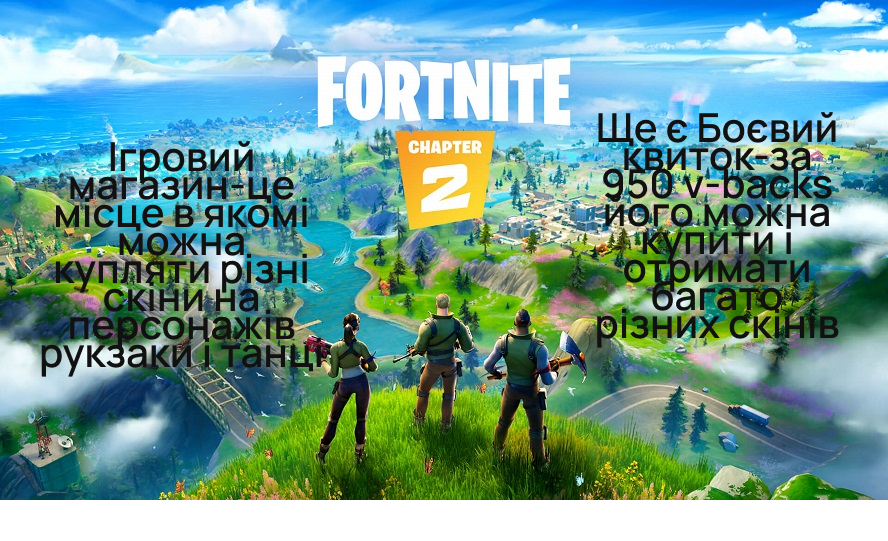 FORTNITE
CHAPTER
2
Ігровий
магазин-це
місце в якомі
можна
купляти різні
скіни на
персонажів
рукзаки і танці
Ще є Боєвий
квиток-за
950 v-backs
його можна
купити і
отримати
багато
різних скінів